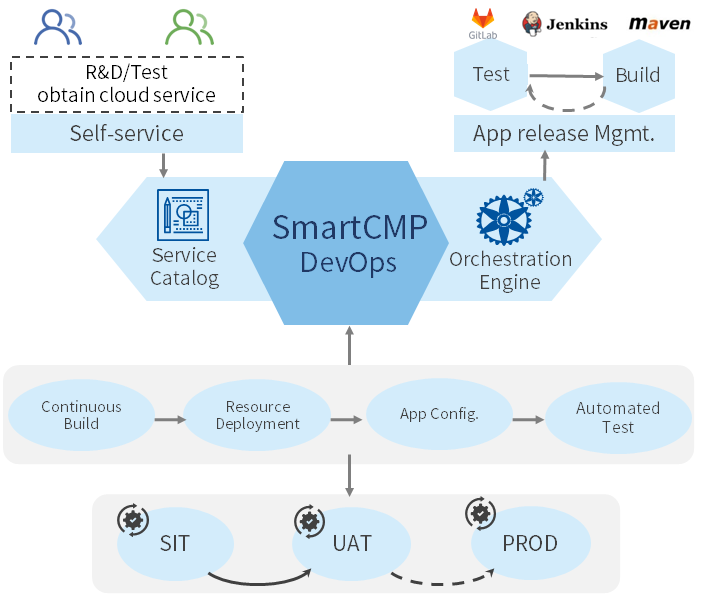 GitLab
Jenkins
maven
R&D/Test
obtain cloud service
Self-service
Test
Build
App release Mgmt.
SmartCMP
DevOps
Service
Catalog
Orchestration
Engine
Continuous
Build
Resource
Deployment
App Config.
Automated
Test
SIT
UAT
PROD